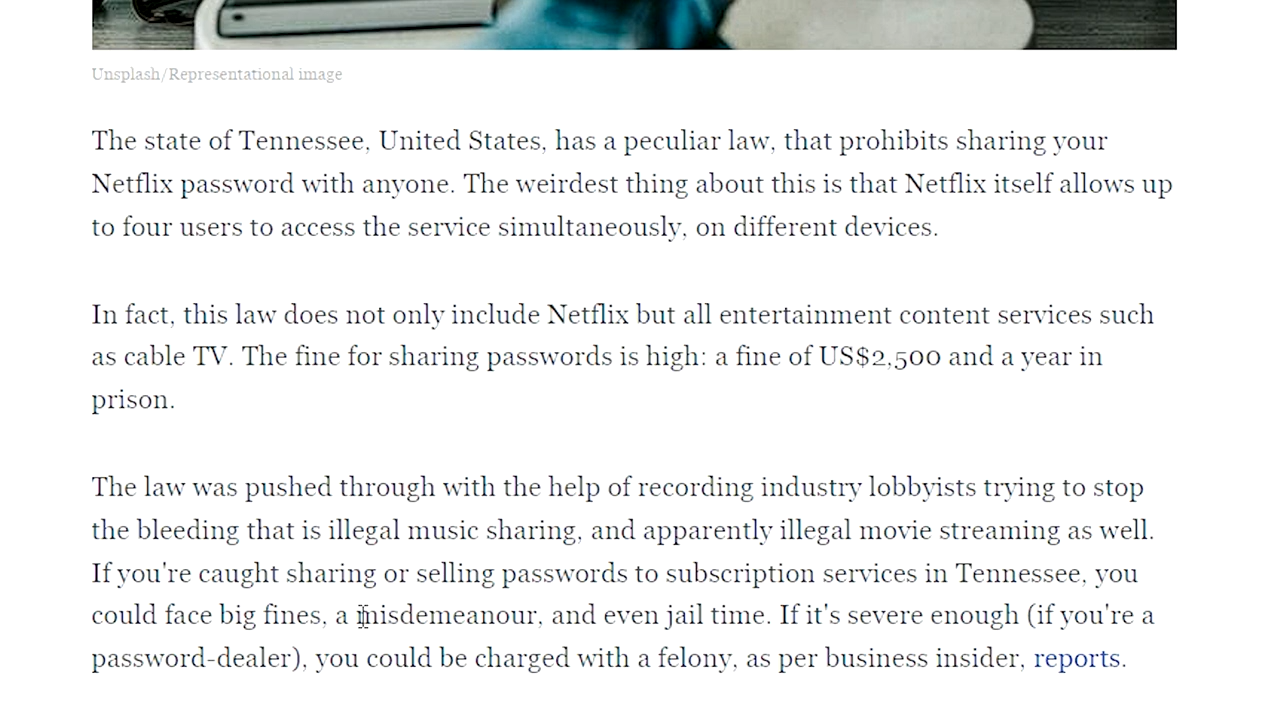 Unsplash/Representational image
The state of Tennessee, United States, has a peculiar law, that prohibits sharing your
Netflix password with anyone. The weirdest thing about this is that Netflix itself allows up
to four users to access the service simultaneously, on different devices.
In fact, this law does not only include Netflix but all entertainment content services such
as cable TV. The fine for sharing passwords is high: a fine of US$2,500 and a year in
prison.
The law was pushed through with the help of recording industry lobbyists trying to stop
the bleeding that is illegal music sharing, and apparently illegal movie streaming as well.
If you're caught sharing or selling passwords to subscription services in Tennessee, you
could face big fines, a misdemeanour, and even jail time. If it's severe enough (if you're a
password-dealer), you could be charged with a felony, as per business insider, reports.